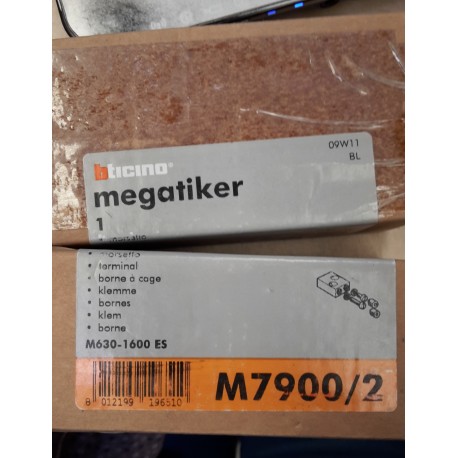 bticino®
09W11
BL
megatiker
1
• morsetto
• terminal
• borne à cage
• klemme
• bornes
• klem
• borne
M630-1600 ES
M7900/2
8 012199 196510